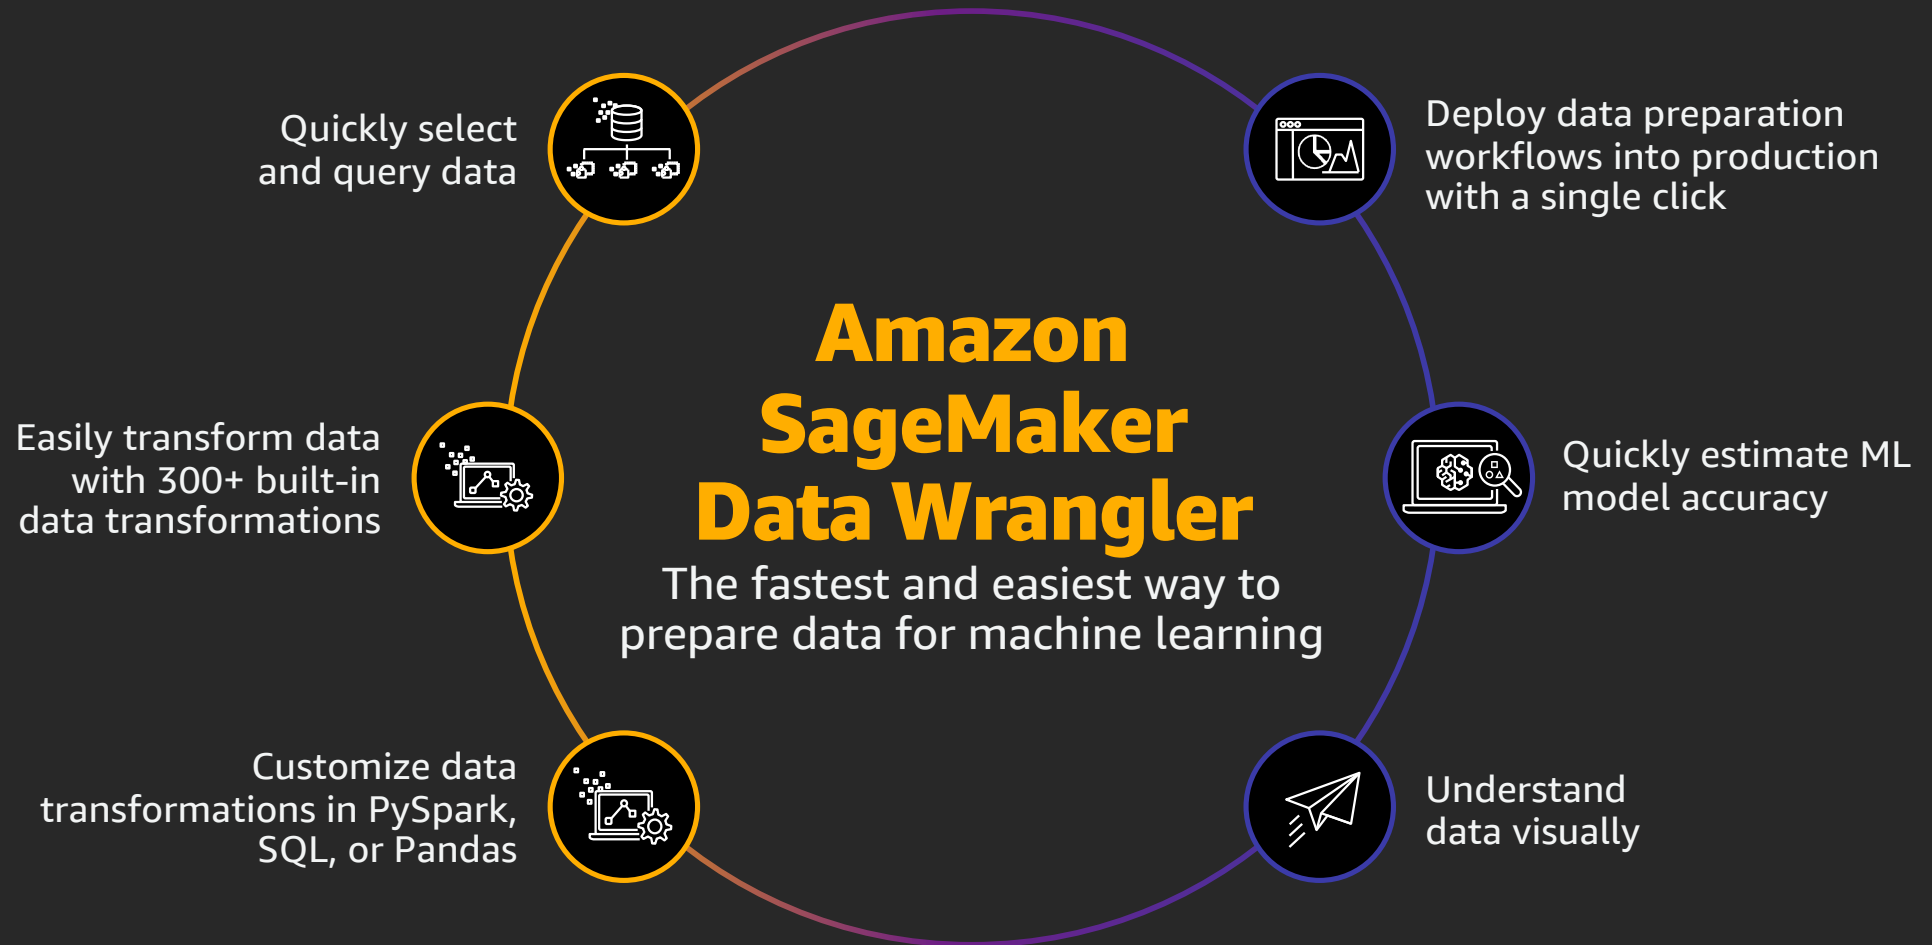 Quickly select
and query data
Easily transform data
with 300+ built-in
data transformations
Customize data
transformations in PySpark,
SQL, or Pandas
Amazon
SageMaker
Data Wrangler
The fastest and easiest way to
prepare data for machine learning
Deploy data preparation
workflows into production
with a single click
Quickly estimate ML
model accuracy
Understand
data visually